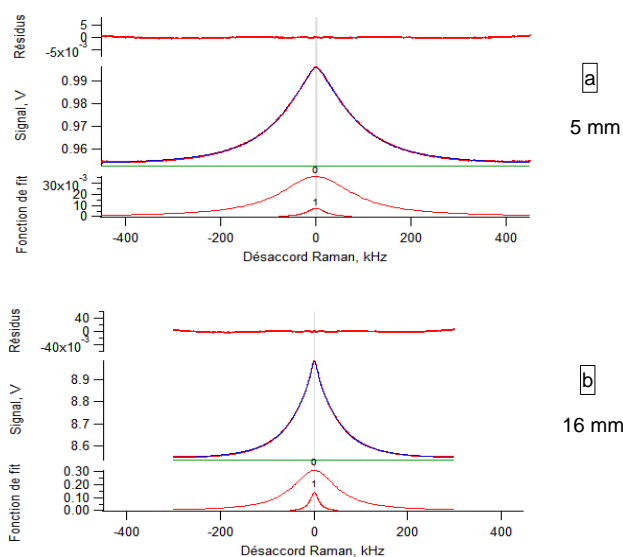 Résidus
5
0
-5x10⁻³
Signal, V
0.99
0.98
0.97
0.96
a
5 mm
Fonction de fit
30x10⁻³
20
10
0
0
1
-400 -200 0 200 400
Désaccord Raman, kHz
Résidus
40
0
-40x10⁻³
Signal, V
8.9
8.8
8.7
8.6
b
16 mm
Fonction de fit
0.30
0.20
0.10
0.00
0
1
-400 -200 0 200 400
Désaccord Raman, kHz